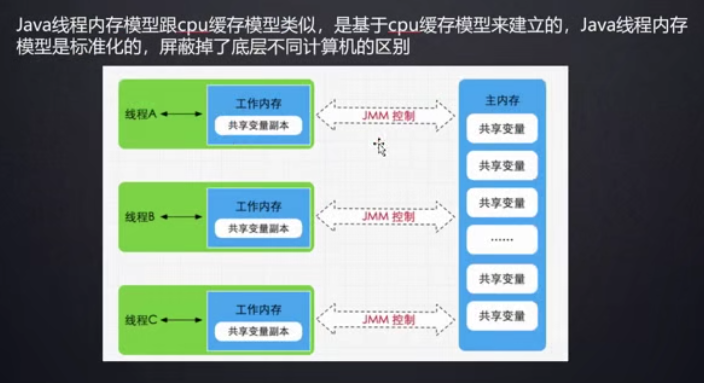 Java线程内存模型跟cpu缓存模型类似，是基于cpu缓存模型来建立的，Java线程内存
模型是标准化的，屏蔽掉了底层不同计算机的区别
线程A
工作内存
共享变量副本
JMM 控制
主内存
共享变量
共享变量
线程B
工作内存
共享变量副本
JMM 控制
共享变量
......
线程C
工作内存
共享变量副本
JMM 控制
共享变量
共享变量